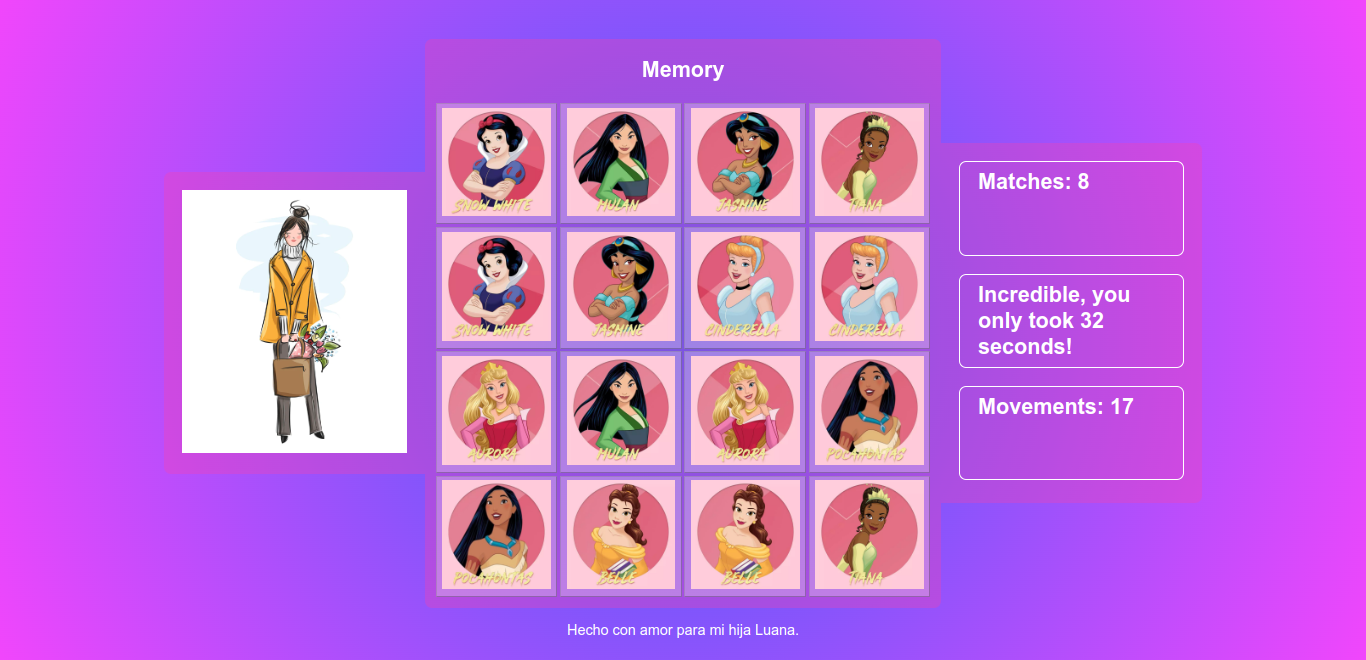 Memory
SNOW WHITE
MULAN
JASMINE
TIANA
SNOW WHITE
JASMINE
CINDERELLA
CINDERELLA
AURORA
MULAN
AURORA
POCAHONTAS
POCAHONTAS
BELLE
BELLE
TIANA
Matches: 8
Incredible, you
only took 32
seconds!
Movements: 17
Hecho con amor para mi hija Luana.